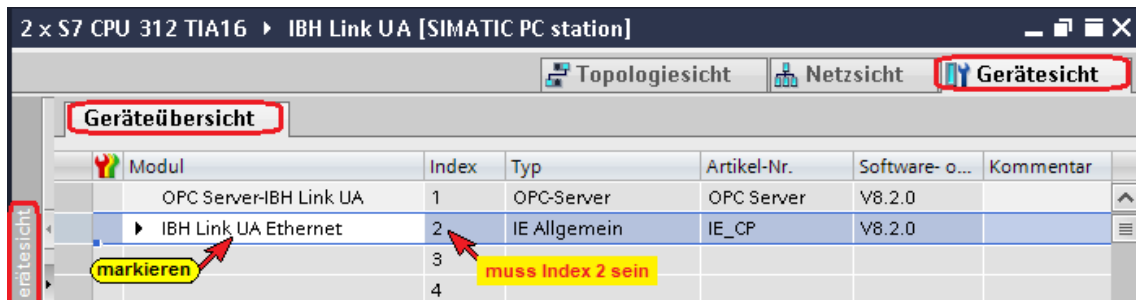 2 x S7 CPU 312 TIA16 ▸ IBH Link UA [SIMATIC PC station]
Topologiesicht Netzsicht Gerätesicht
Geräteübersicht
Modul Index Typ Artikel-Nr. Software- o... Kommentar
OPC Server-IBH Link UA 1 OPC-Server OPC Server V8.2.0
IBH Link UA Ethernet 2 IE Allgemein IE_CP V8.2.0
3
markieren muss Index 2 sein
4
erätesicht